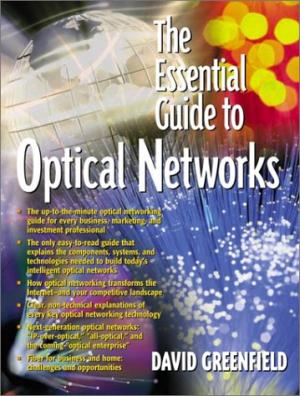 The
Essential
Guide to
Optical Networks
The up-to-the-minute optical networking
guide for every business, marketing, and
investment professional
The only easy-to-read guide that
explains the components, systems, and
technologies needed to build today's
intelligent optical networks
How optical networking transforms the
Internet—and your competitive landscape
Clear, non-technical explanations of
every key optical networking technology
Next-generation optical networks:
"IP-over-optical," "all-optical," and
the coming "optical enterprise"
Fiber for business and home:
challenges and opportunities
DAVID GREENFIELD